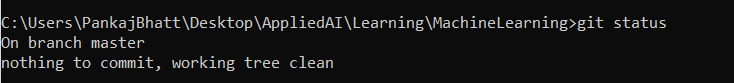 C:\Users\PankajBhatt\Desktop\AppliedAI\Learning\MachineLearning>git status
On branch master
nothing to commit, working tree clean